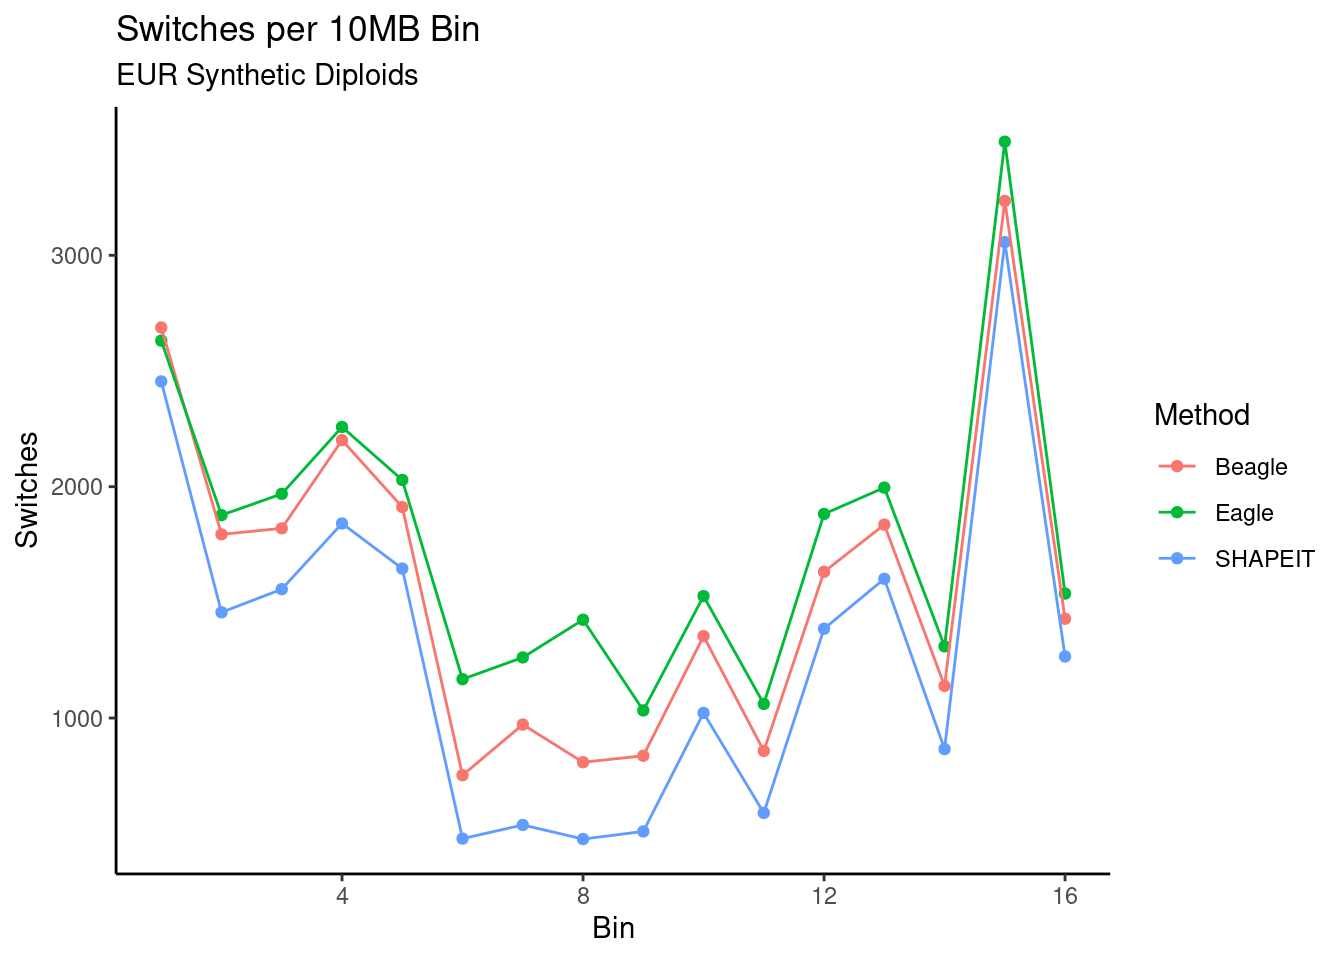 Switches per 10MB Bin
EUR Synthetic Diploids
Switches
3000
2000
1000
4 8 12 16
Bin
Method
Beagle
Eagle
SHAPEIT